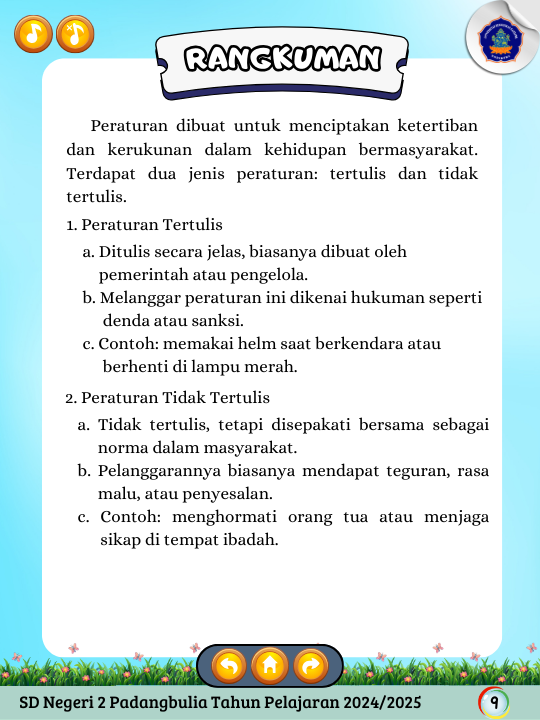 RANGKUMAN
Peraturan dibuat untuk menciptakan ketertiban
dan kerukunan dalam kehidupan bermasyarakat.
Terdapat dua jenis peraturan: tertulis dan tidak
tertulis.
1. Peraturan Tertulis
a. Ditulis secara jelas, biasanya dibuat oleh
pemerintah atau pengelola.
b. Melanggar peraturan ini dikenai hukuman seperti
denda atau sanksi.
c. Contoh: memakai helm saat berkendara atau
berhenti di lampu merah.
2. Peraturan Tidak Tertulis
a. Tidak tertulis, tetapi disepakati bersama sebagai
norma dalam masyarakat.
b. Pelanggarannya biasanya mendapat teguran, rasa
malu, atau penyesalan.
c. Contoh: menghormati orang tua atau menjaga
sikap di tempat ibadah.
SD Negeri 2 Padangbulia Tahun Pelajaran 2024/2025
9